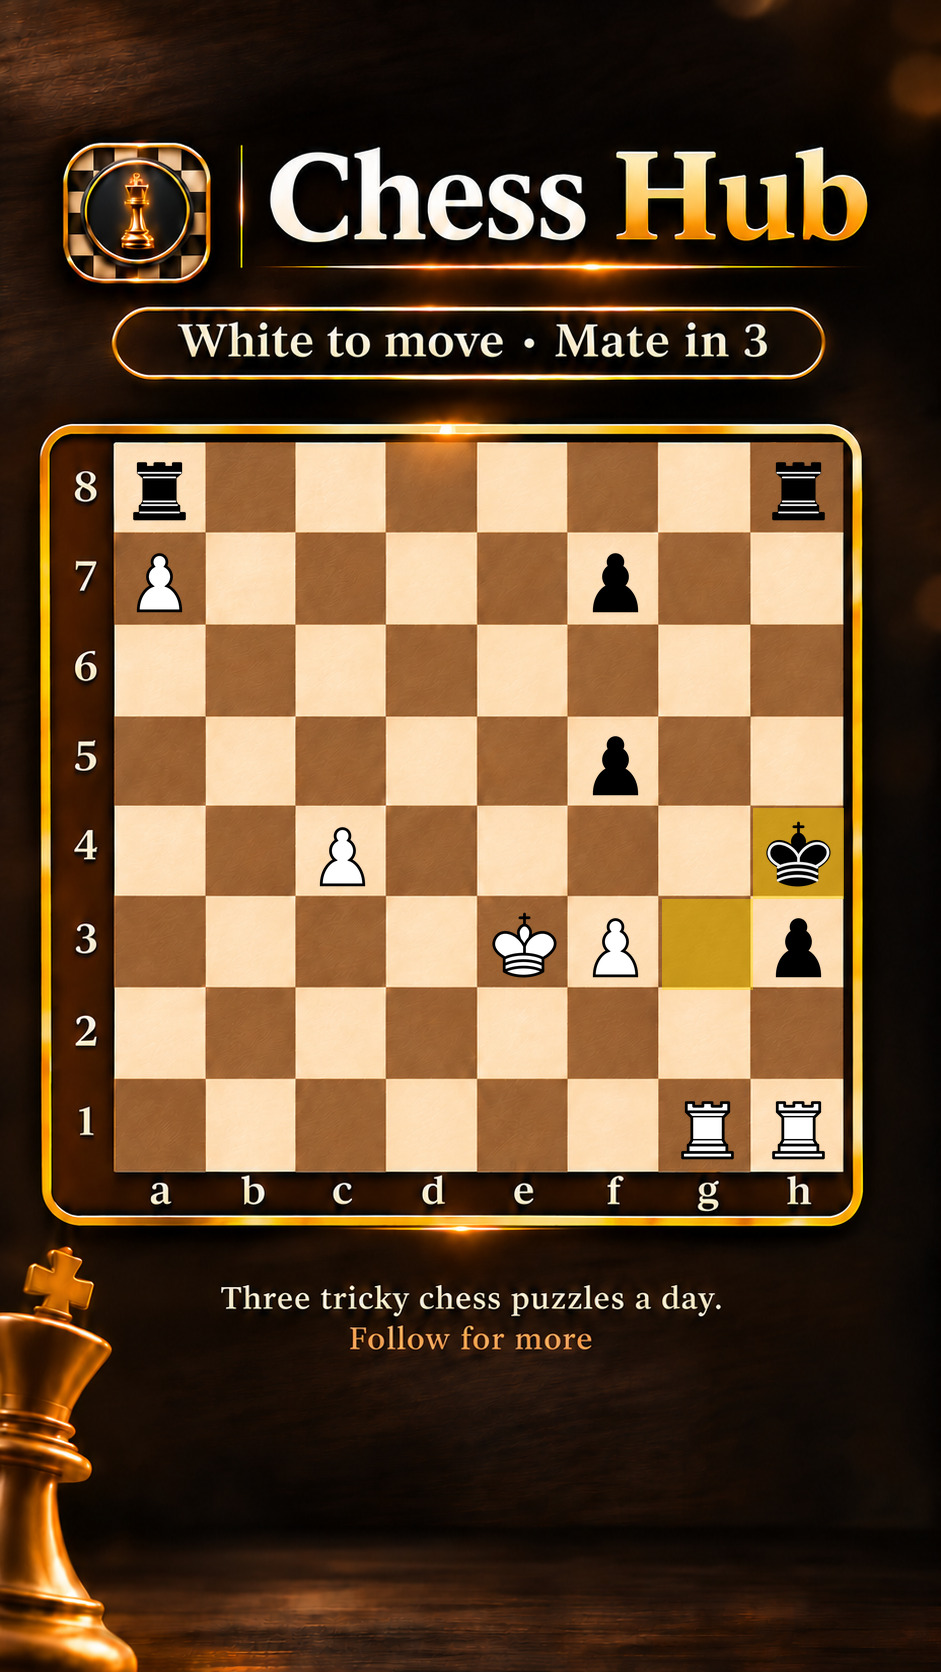 Chess Hub
White to move • Mate in 3
8
7
6
5
4
3
2
1
a b c d e f g h
Three tricky chess puzzles a day.
Follow for more